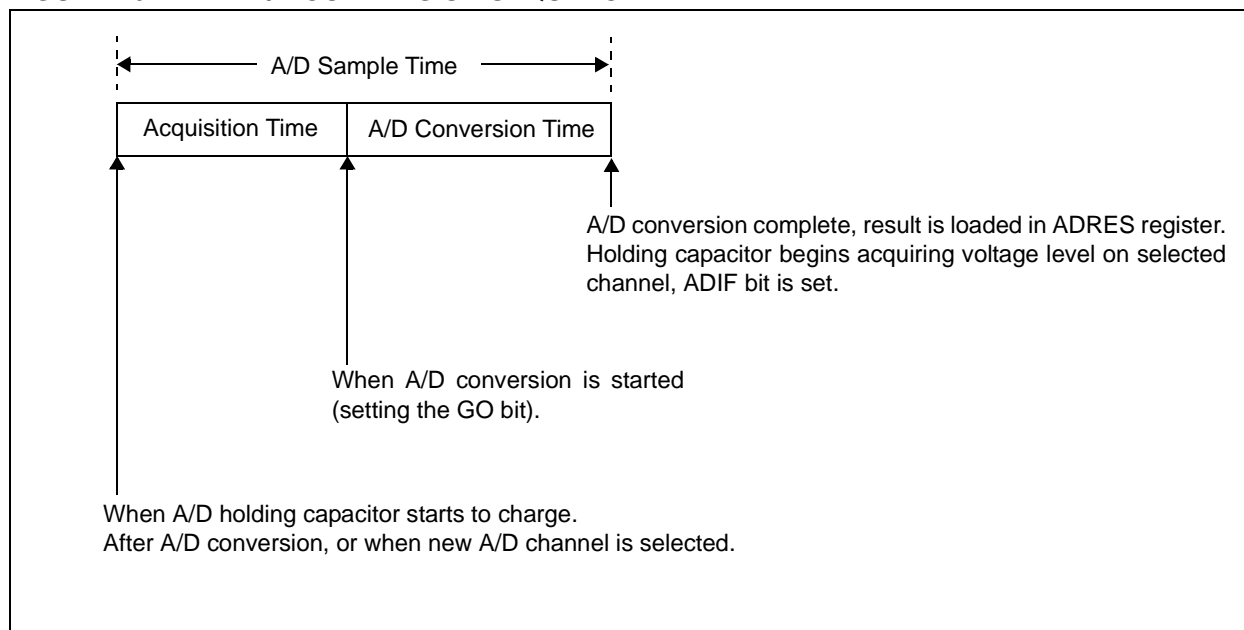 A/D Sample Time
Acquisition Time
A/D Conversion Time
A/D conversion complete, result is loaded in ADRES register.
Holding capacitor begins acquiring voltage level on selected
channel, ADIF bit is set.
When A/D conversion is started
(setting the GO bit).
When A/D holding capacitor starts to charge.
After A/D conversion, or when new A/D channel is selected.